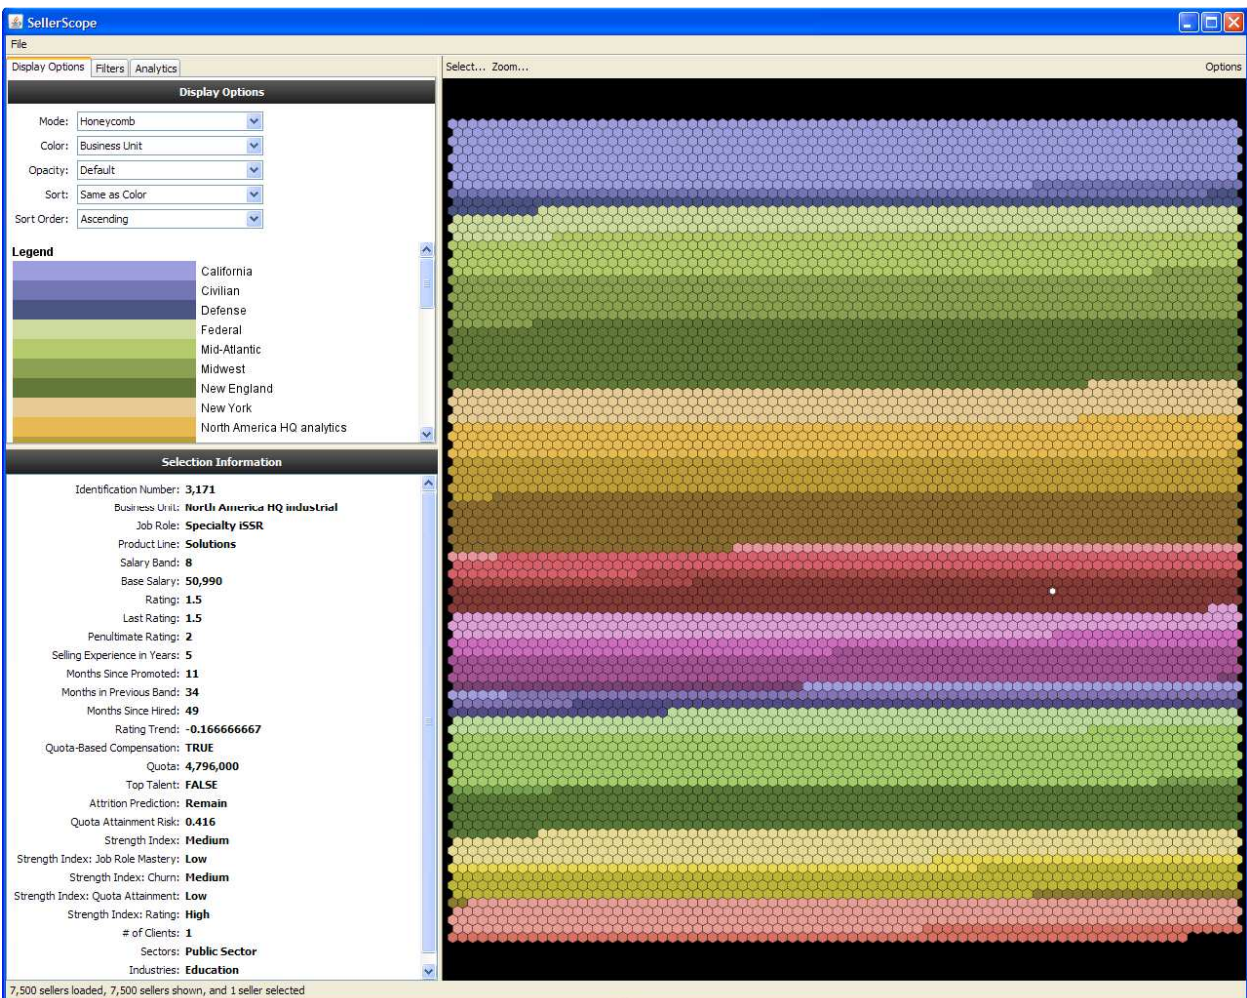 SellerScope
File
Display Options Filters Analytics
Select... Zoom... Options
Display Options
Mode: Honeycomb
Color: Business Unit
Opacity: Default
Sort: Same as Color
Sort Order: Ascending
Legend
California
Civilian
Defense
Federal
Mid-Atlantic
Midwest
New England
New York
North America HQ analytics
Selection Information
Identification Number: 3,171
Business Unit: North America HQ industrial
Job Role: Specialty iSSR
Product Line: Solutions
Salary Band: 8
Base Salary: 50,990
Rating: 1.5
Last Rating: 1.5
Penultimate Rating: 2
Selling Experience in Years: 5
Months Since Promoted: 11
Months in Previous Band: 34
Months Since Hired: 49
Rating Trend: -0.166666667
Quota-Based Compensation: TRUE
Quota: 4,796,000
Top Talent: FALSE
Attrition Prediction: Remain
Quota Attainment Risk: 0.416
Strength Index: Medium
Strength Index: Job Role Mastery: Low
Strength Index: Churn: Medium
Strength Index: Quota Attainment: Low
Strength Index: Rating: High
# of Clients: 1
Sectors: Public Sector
Industries: Education
7,500 sellers loaded, 7,500 sellers shown, and 1 seller selected